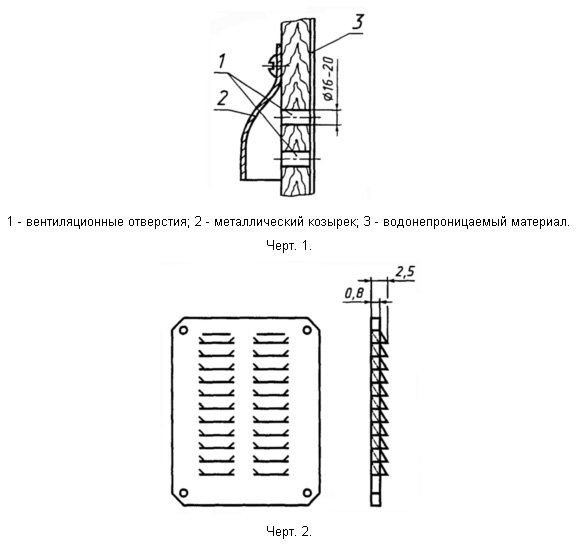 1
2
3
⌀16-20
1 - вентиляционные отверстия; 2 - металлический козырек; 3 - водонепроницаемый материал.
Черт. 1.
2,5
0,8
Черт. 2.